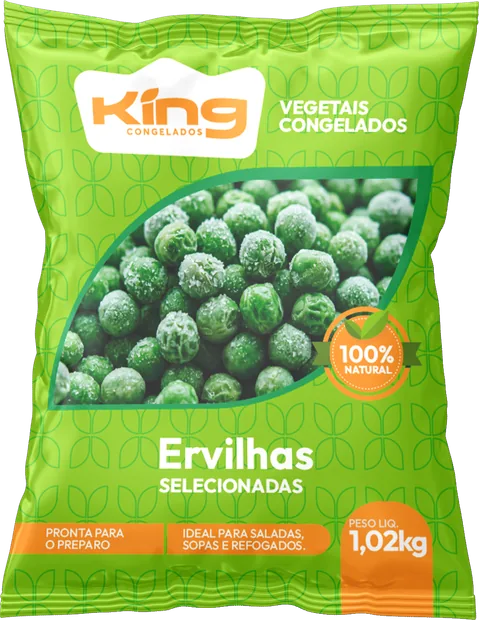 King
CONGELADOS
VEGETAIS
CONGELADOS
100%
NATURAL
Ervilhas
SELECIONADAS
PRONTA PARA
O PREPARO
IDEAL PARA SALADAS,
SOPAS E REFOGADOS.
PESO LIQ.
1,02kg